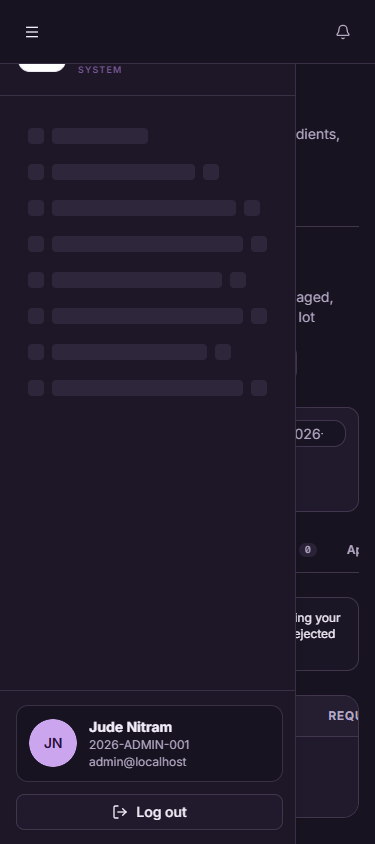 SYSTEM
dients,
aged,
lot
026-
0
Ap
ing your
ejected
REQU
Jude Nitram
2026-ADMIN-001
JN
admin@localhost
Log out